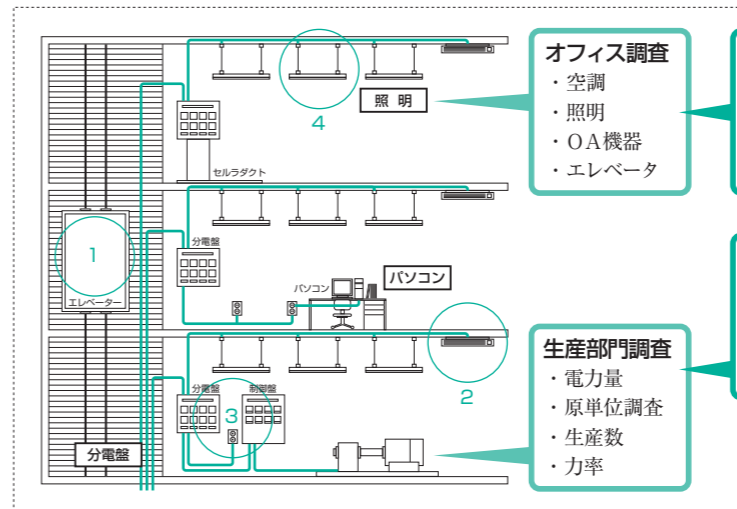 オフィス調査
・空調
・照明
・OA機器
・エレベータ
照 明
4
セルラダクト
分電盤
1
エレベーター
パソコン
パソコン
2
生産部門調査
・電力量
・原単位調査
・生産数
・力率
分電盤
制御盤
3
分電盤